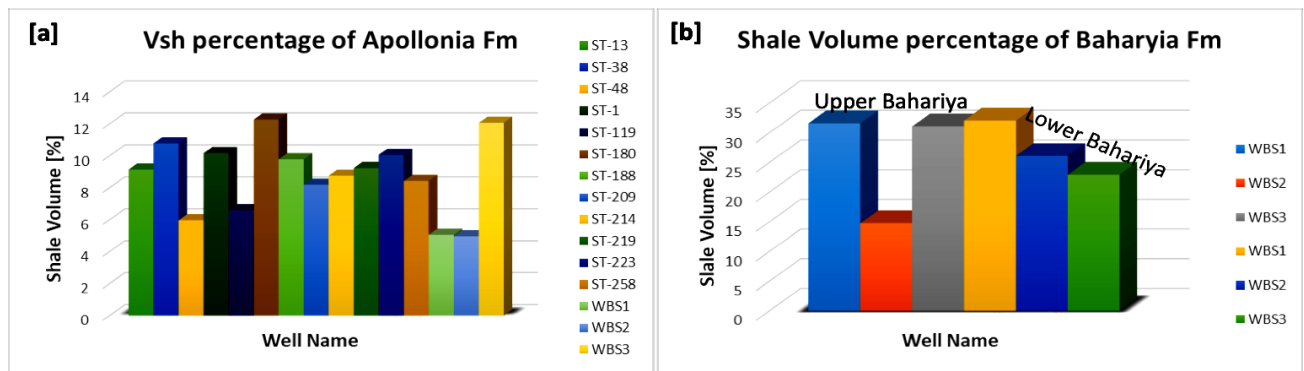 [a]
Vsh percentage of Apollonia Fm
Shale Volume [%]
14
12
10
8
6
4
2
0
Well Name
ST-13
ST-38
ST-48
ST-1
ST-119
ST-180
ST-188
ST-209
ST-214
ST-219
ST-223
ST-258
WBS1
WBS2
WBS3
[b]
Shale Volume percentage of Baharyia Fm
Upper Bahariya
Lower Bahariya
Slale Volume [%]
35
30
25
20
15
10
5
0
Well Name
WBS1
WBS2
WBS3
WBS1
WBS2
WBS3